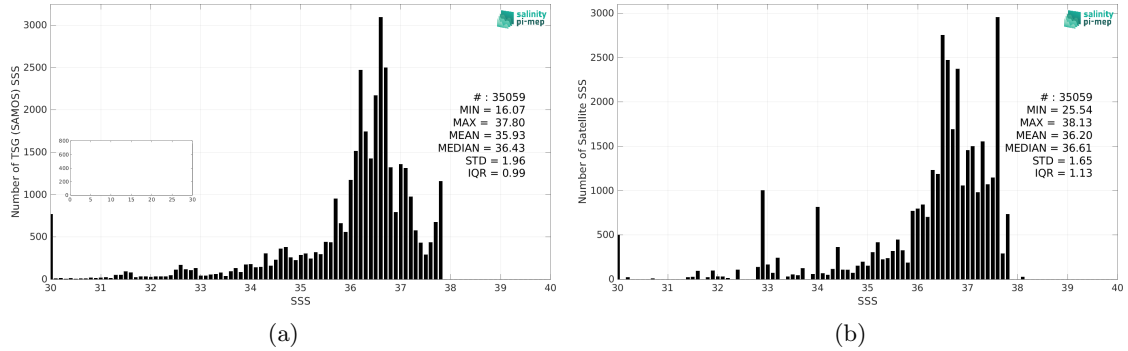 3000
2500
2000
1500
1000
500
0
Number of TSG (SAMOS) SSS
salinity
pi-mep
# : 35059
MIN = 16.07
MAX = 37.80
MEAN = 35.93
MEDIAN = 36.43
STD = 1.96
IQR = 0.99
800
600
400
200
0
0 5 10 15 20 25 30
30 31 32 33 34 35 36 37 38 39 40
SSS
(a)
3000
2500
2000
1500
1000
500
0
Number of Satellite SSS
salinity
pi-mep
# : 35059
MIN = 25.54
MAX = 38.13
MEAN = 36.20
MEDIAN = 36.61
STD = 1.65
IQR = 1.13
30 31 32 33 34 35 36 37 38 39 40
SSS
(b)